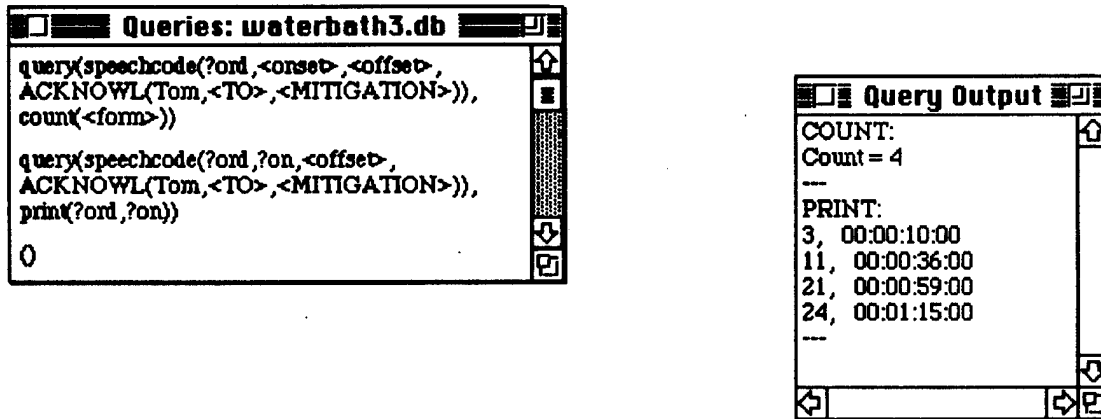 Queries: waterbath3.db
query(speechcode(?ord,<onset>,<offset>,
ACKNOWL(Tom,<TO>,<MITIGATION>)),
count(<form>))
query(speechcode(?ord,?on,<offset>,
ACKNOWL(Tom,<TO>,<MITIGATION>)),
print(?ord,?on))
()
Query Output
COUNT:
Count = 4
---
PRINT:
3, 00:00:10:00
11, 00:00:36:00
21, 00:00:59:00
24, 00:01:15:00
---